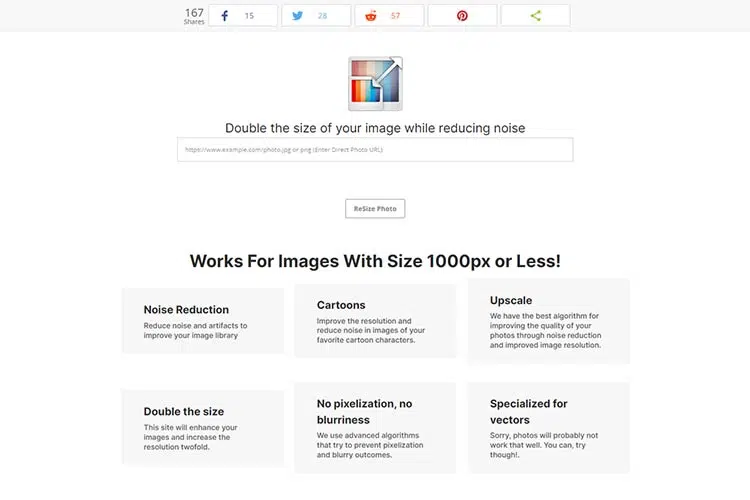 167
Shares
15
28
57
Double the size of your image while reducing noise
https://www.example.com/photo.jpg or png (Enter Direct Photo URL)
ReSize Photo
Works For Images With Size 1000px or Less!
Noise Reduction
Reduce noise and artifacts to
improve your image library
Cartoons
Improve the resolution and
reduce noise in images of your
favorite cartoon characters.
Upscale
We have the best algorithm for
improving the quality of your
photos through noise reduction
and improved image resolution.
Double the size
This site will enhance your
images and increase the
resolution twofold.
No pixelization, no
blurriness
We use advanced algorithms
that try to prevent pixelization
and blurry outcomes.
Specialized for
vectors
Sorry, photos will probably not
work that well. You can, try
though!.